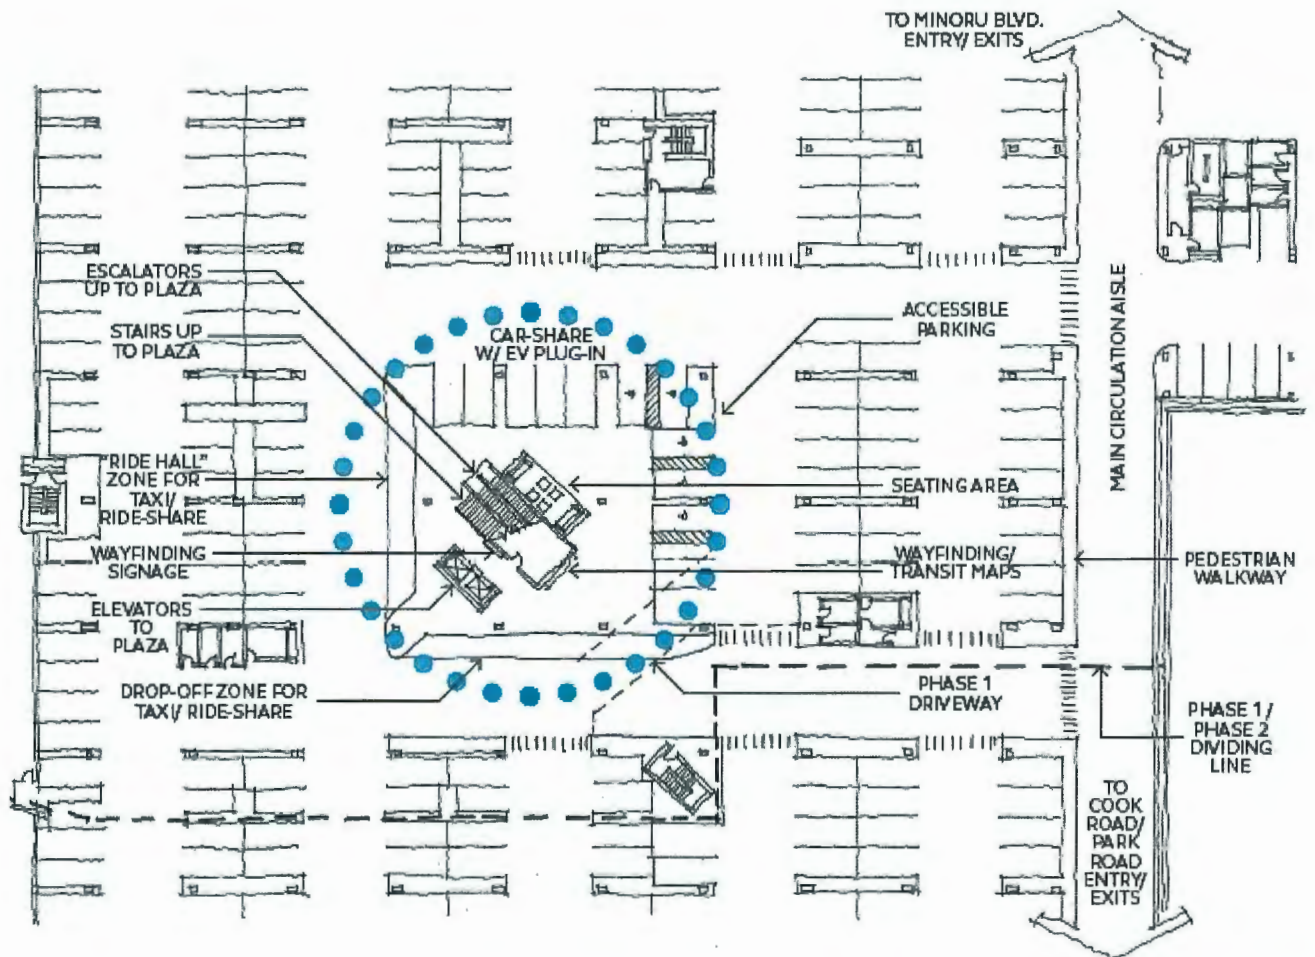 TO MINORU BLVD.
ENTRY/ EXITS
ESCALATORS
UP TO PLAZA
STAIRS UP
TO PLAZA
CAR-SHARE
W/ EV PLUG-IN
ACCESSIBLE
PARKING
MAIN CIRCULATION AISLE
"RIDE HALL"
ZONE FOR
TAXI/
RIDE-SHARE
SEATING AREA
WAYFINDING
SIGNAGE
WAYFINDING/
TRANSIT MAPS
PEDESTRIAN
WALKWAY
ELEVATORS
TO
PLAZA
DROP-OFF ZONE FOR
TAXI/ RIDE-SHARE
PHASE 1
DRIVEWAY
PHASE 1 /
PHASE 2
DIVIDING
LINE
TO
COOK
ROAD/
PARK
ROAD
ENTRY/
EXITS